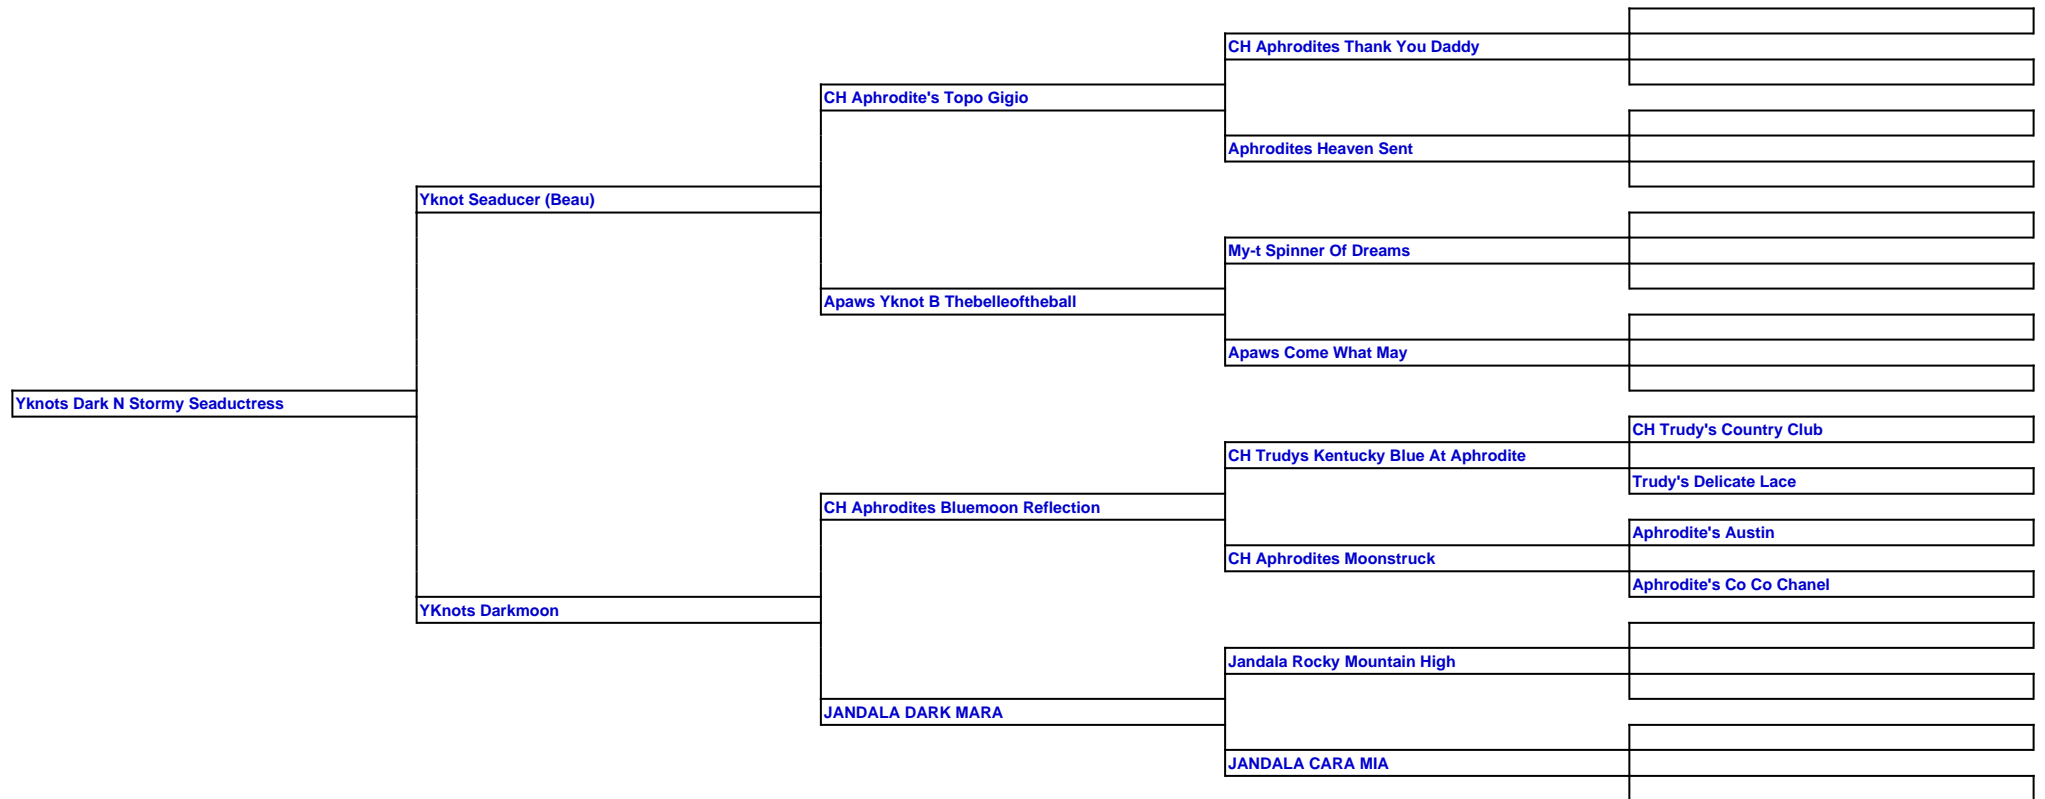 CH Aphrodites Thank You Daddy
CH Aphrodite's Topo Gigio
Aphrodites Heaven Sent
Yknot Seaducer (Beau)
My-t Spinner Of Dreams
Apaws Yknot B Thebelleoftheball
Apaws Come What May
Yknots Dark N Stormy Seaductress
CH Trudy's Country Club
CH Trudys Kentucky Blue At Aphrodite
Trudy's Delicate Lace
CH Aphrodites Bluemoon Reflection
Aphrodite's Austin
CH Aphrodites Moonstruck
Aphrodite's Co Co Chanel
YKnots Darkmoon
Jandala Rocky Mountain High
JANDALA DARK MARA
JANDALA CARA MIA